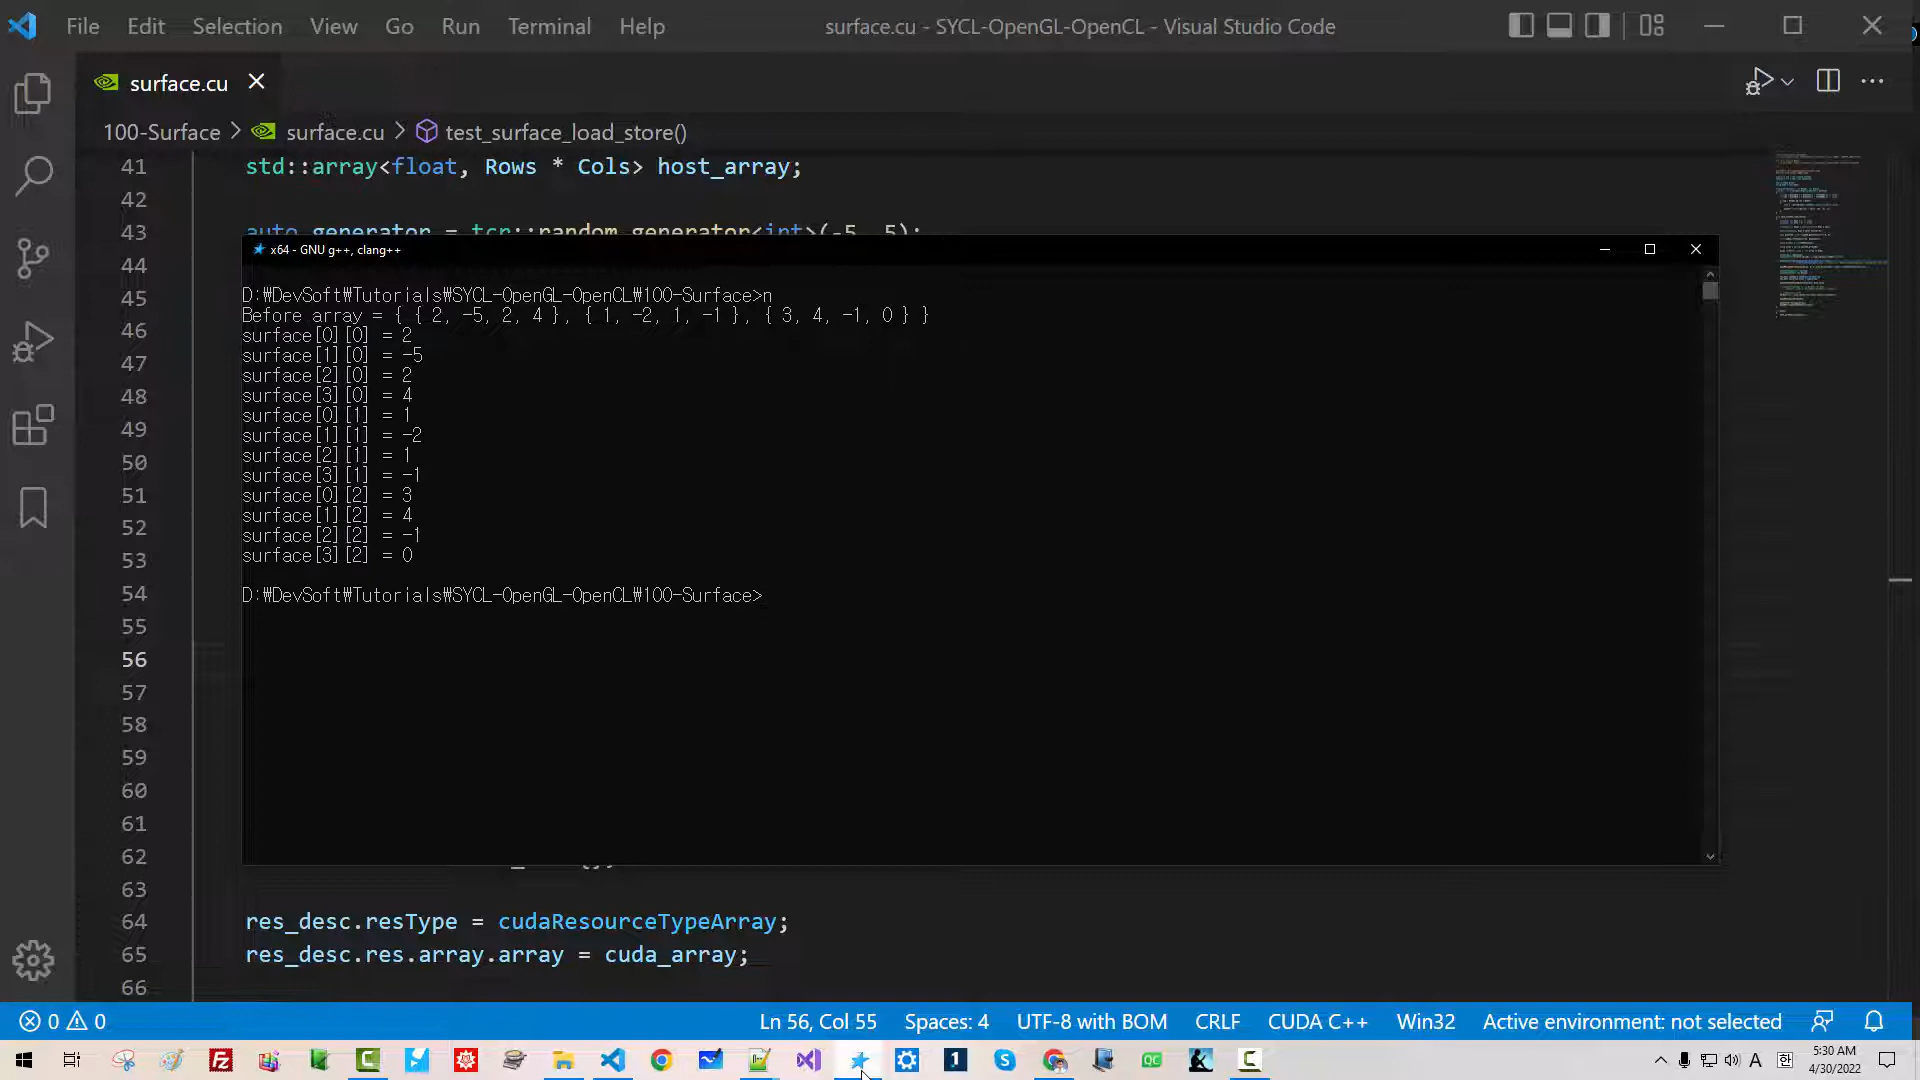 File Edit Selection View Go Run Terminal Help surface.cu - SYCL-OpenGL-OpenCL - Visual Studio Code
surface.cu
100-Surface > surface.cu > test_surface_load_store()
41 std::array<float, Rows * Cols> host_array;
42
43 auto generator = tcr::random_generator<int>(-5, 5);
x64 - GNU g++, clang++
44
D:₩DevSoft₩Tutorials₩SYCL-OpenGL-OpenCL₩100-Surface>n
45
Before array = { { 2, -5, 2, 4 }, { 1, -2, 1, -1 }, { 3, 4, -1, 0 } }
46
surface[0][0] = 2
surface[1][0] = -5
47
surface[2][0] = 2
surface[3][0] = 4
48
surface[0][1] = 1
49
surface[1][1] = -2
surface[2][1] = 1
50
surface[3][1] = -1
surface[0][2] = 3
51
surface[1][2] = 4
52
surface[2][2] = -1
surface[3][2] = 0
53
54
D:₩DevSoft₩Tutorials₩SYCL-OpenGL-OpenCL₩100-Surface>
55
56
57
58
59
60
61
62
63
64 res_desc.resType = cudaResourceTypeArray;
65 res_desc.res.array.array = cuda_array;
66
0 0 Ln 56, Col 55 Spaces: 4 UTF-8 with BOM CRLF CUDA C++ Win32 Active environment: not selected
5:30 AM
A 한
4/30/2022